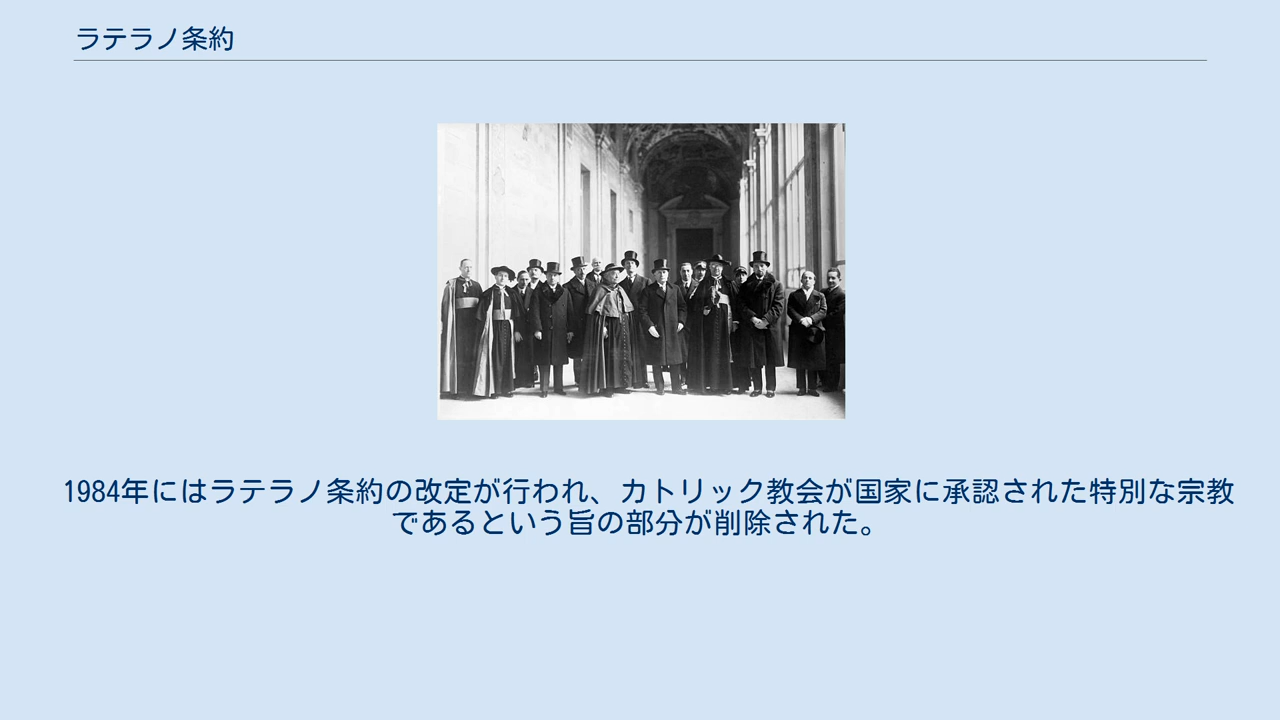 ラテラノ条約
1984年にはラテラノ条約の改定が行われ、カトリック教会が国家に承認された特別な宗教
であるという旨の部分が削除された。